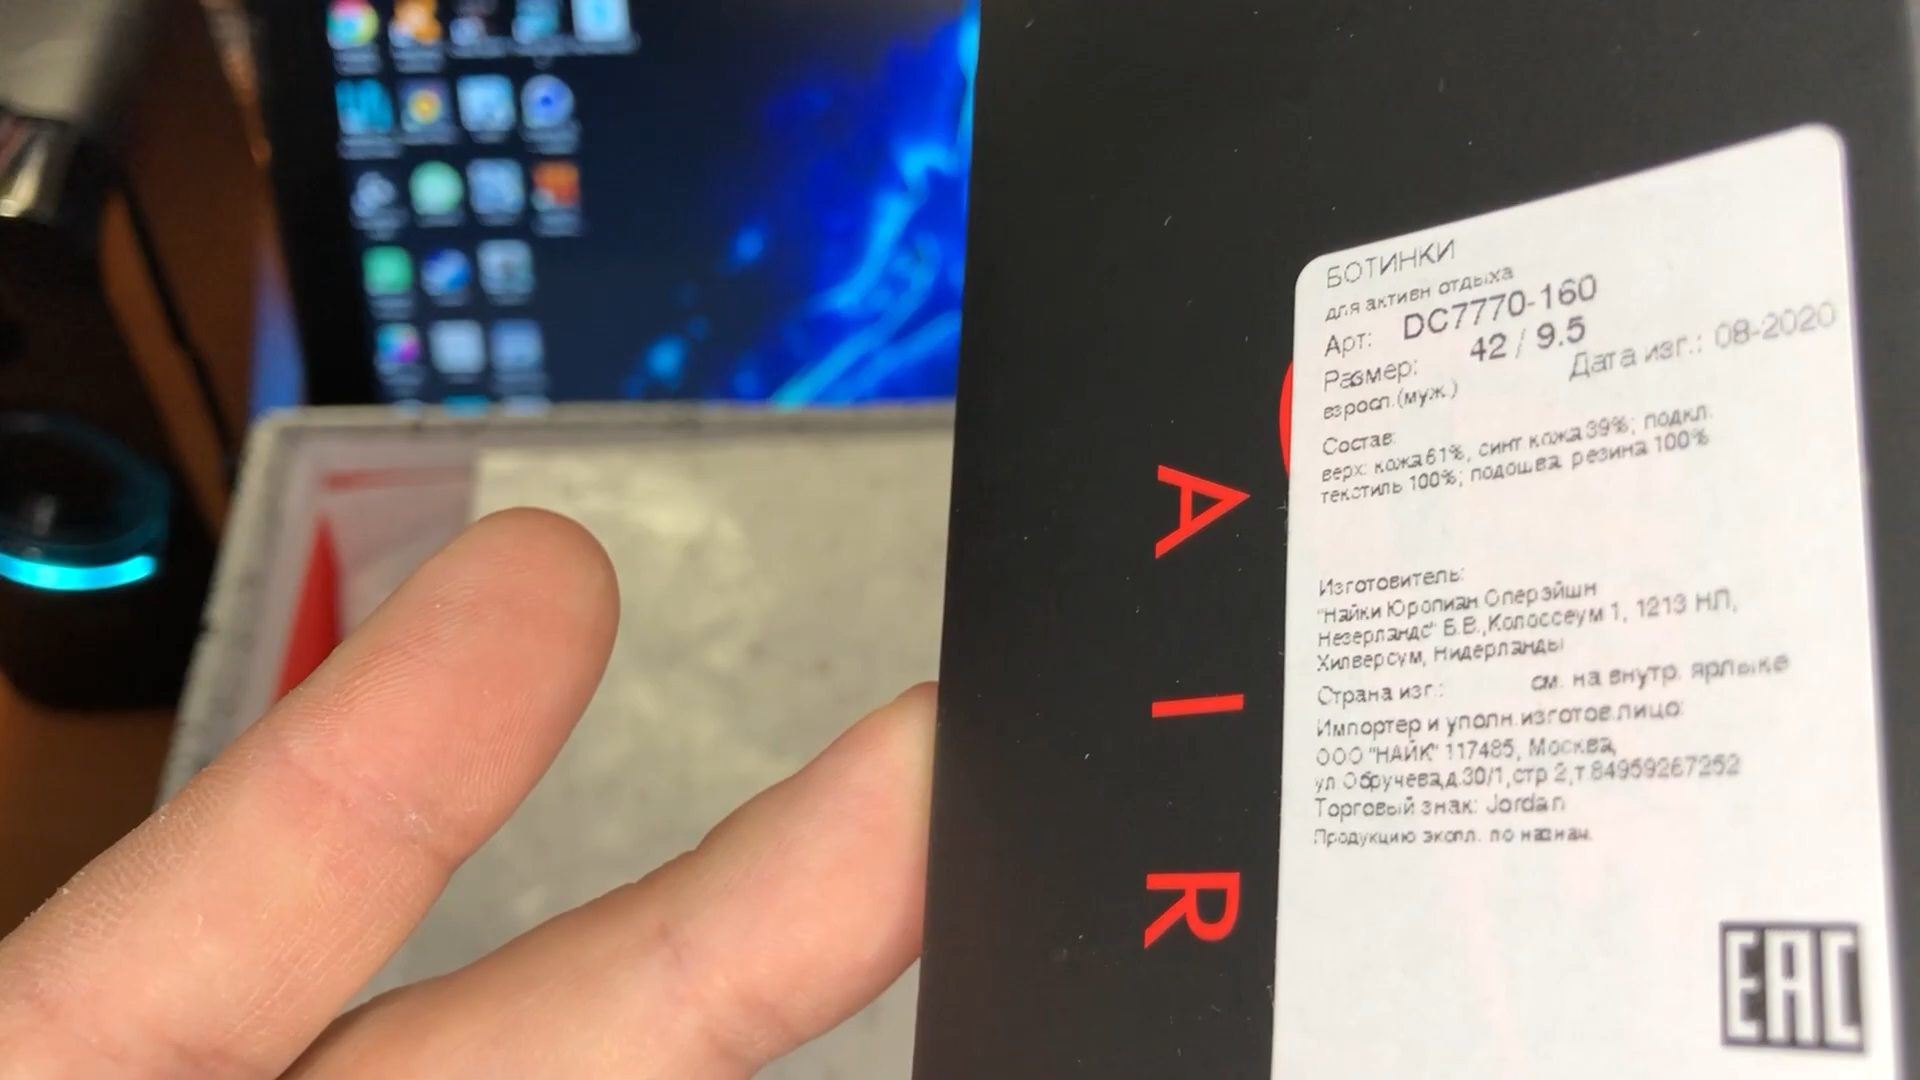 AIR
БОТИНКИ
для активн отдыха
Арт: DC7770-160
Размер: 42 / 9.5
взросл.(муж.) Дата изг.: 08-2020
Состав:
верх: кожа 61%, синт кожа 39%; подкл.
текстиль 100%; подошва резина 100%
Изготовитель:
"Найки Юропиан Оперэйшн
Незерландс" Б.В.,Колоссеум 1, 1213 НЛ,
Хилверсум, Нидерланды
Страна изг.: см. на внутр. ярлыке
Импортер и уполн.изготов.лицо:
ООО "НАЙК" 117485, Москва,
ул.Обручева,д.30/1,стр 2,т.84959267252
Торговый знак: Jordan
Продукцию экспл. по назнач.
EAC